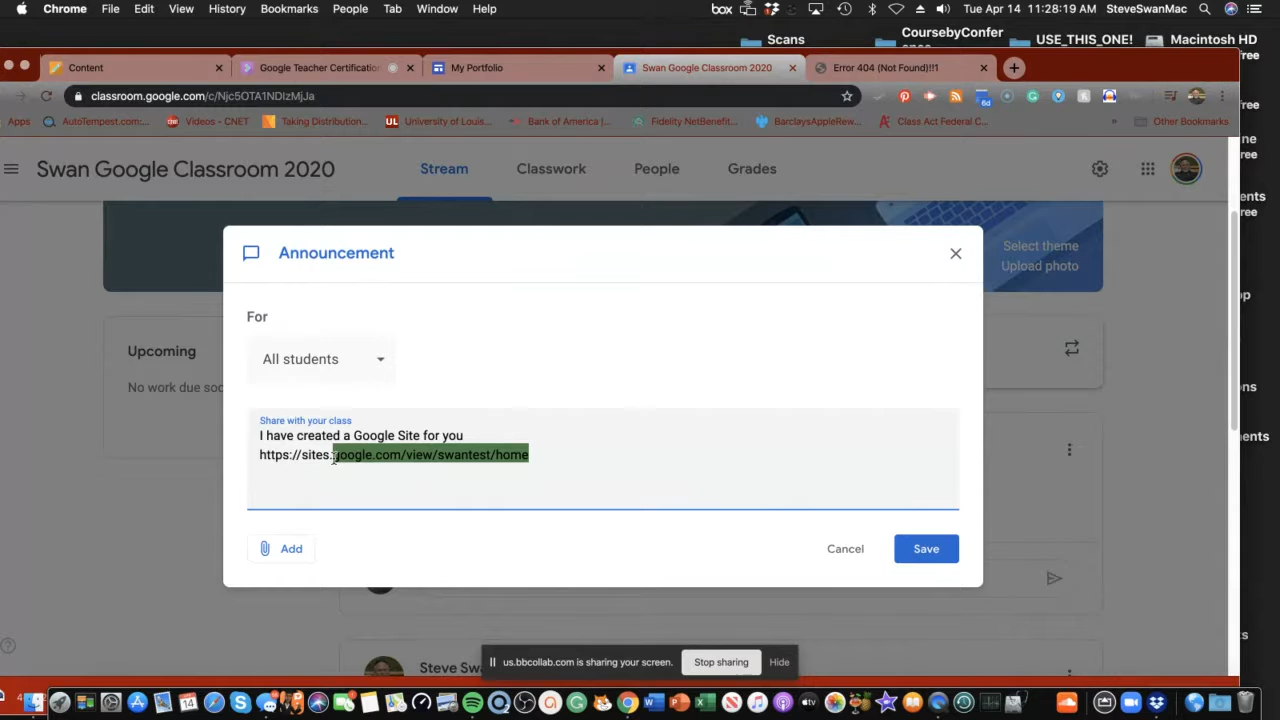 Chrome File Edit View History Bookmarks People Tab Window Help box Tue Apr 14 11:28:19 AM SteveSwanMac
Scans CoursebyConfer USE_THIS_ONE! Macintosh HD
Content Google Teacher Certification My Portfolio Swan Google Classroom 2020 Error 404 (Not Found)!!1
classroom.google.com/c/Njc5OTA1NDIzMjJa
6d
Apps AutoTempest.com:... Videos - CNET Taking Distribution... University of Louis... Bank of America |... Fidelity NetBenefit... BarclaysAppleRew... Class Act Federal C... » Other Bookmarks
Swan Google Classroom 2020 Stream Classwork People Grades
Select theme
Upload photo
Announcement
For
All students
Upcoming
No work due soo
Share with your class
I have created a Google Site for you
https://sites.google.com/view/swantest/home
Add Cancel Save
Steve Swa
us.bbcollab.com is sharing your screen. Stop sharing Hide